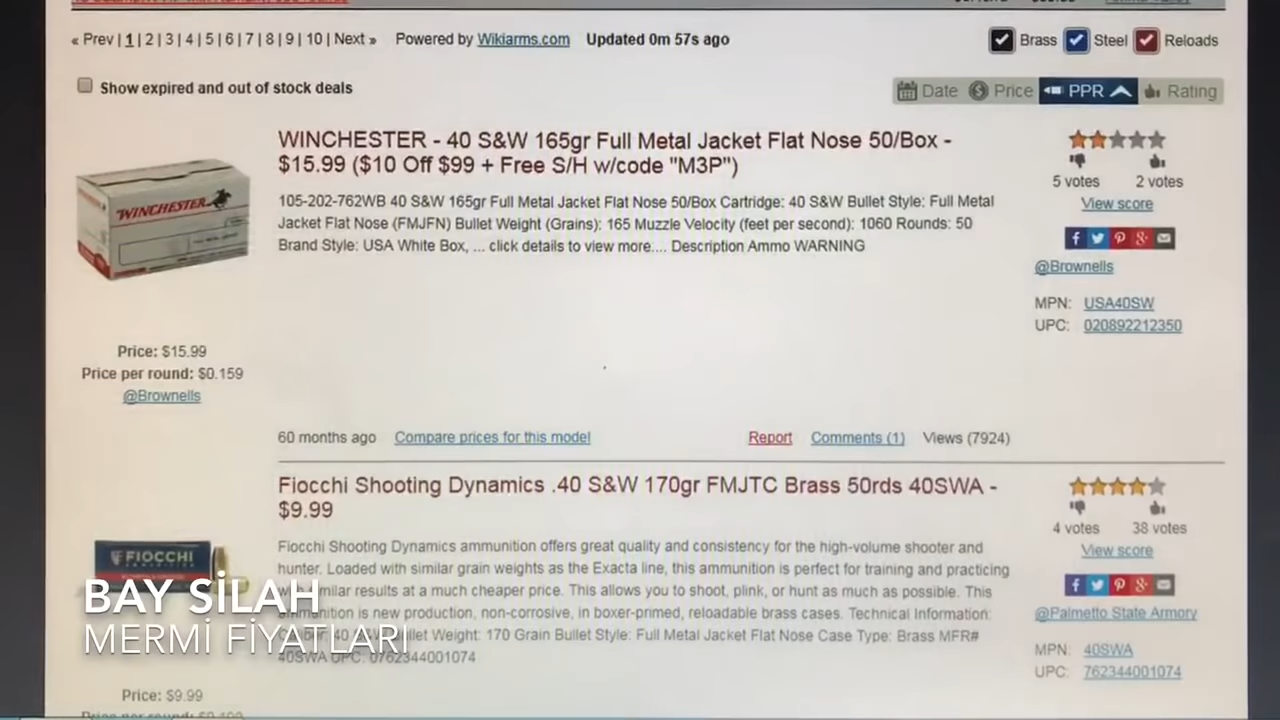 « Prev | 1 | 2 | 3 | 4 | 5 | 6 | 7 | 8 | 9 | 10 | Next » Powered by Wikiarms.com Updated 0m 57s ago
Brass Steel Reloads
Show expired and out of stock deals
Date Price PPR Rating
WINCHESTER - 40 S&W 165gr Full Metal Jacket Flat Nose 50/Box -
$15.99 ($10 Off $99 + Free S/H w/code "M3P")
105-202-762WB 40 S&W 165gr Full Metal Jacket Flat Nose 50/Box Cartridge: 40 S&W Bullet Style: Full Metal
Jacket Flat Nose (FMJFN) Bullet Weight (Grains): 165 Muzzle Velocity (feet per second): 1060 Rounds: 50
Brand Style: USA White Box, ... click details to view more.... Description Ammo WARNING
WINCHESTER
Price: $15.99
Price per round: $0.159
@Brownells
5 votes 2 votes
View score
@Brownells
MPN: USA40SW
UPC: 020892212350
60 months ago Compare prices for this model Report Comments (1) Views (7924)
Fiocchi Shooting Dynamics .40 S&W 170gr FMJTC Brass 50rds 40SWA -
$9.99
Fiocchi Shooting Dynamics ammunition offers great quality and consistency for the high-volume shooter and
hunter. Loaded with similar grain weights as the Exacta line, this ammunition is perfect for training and practicing
similar results at a much cheaper price. This allows you to shoot, plink, or hunt as much as possible. This
ammunition is new production, non-corrosive, in boxer-primed, reloadable brass cases. Technical Information:
40 Bullet Weight: 170 Grain Bullet Style: Full Metal Jacket Flat Nose Case Type: Brass MFR#
40SWA UPC: 0762344001074
FIOCCHI
Price: $9.99
4 votes 38 votes
View score
@Palmetto State Armory
MPN: 40SWA
UPC: 762344001074
BAY SİLAH
MERMİ FİYATLARI